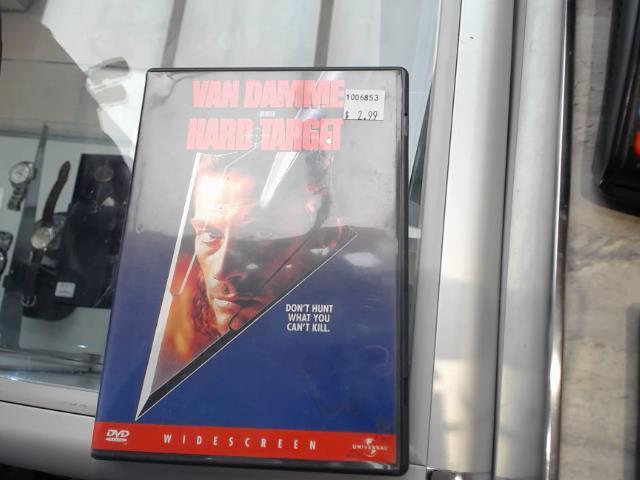 VAN DAMME
1006853
$ 2.99
HARD TARGET
DON'T HUNT
WHAT YOU
CAN'T KILL.
DVD
WIDESCREEN
UNIVERSAL